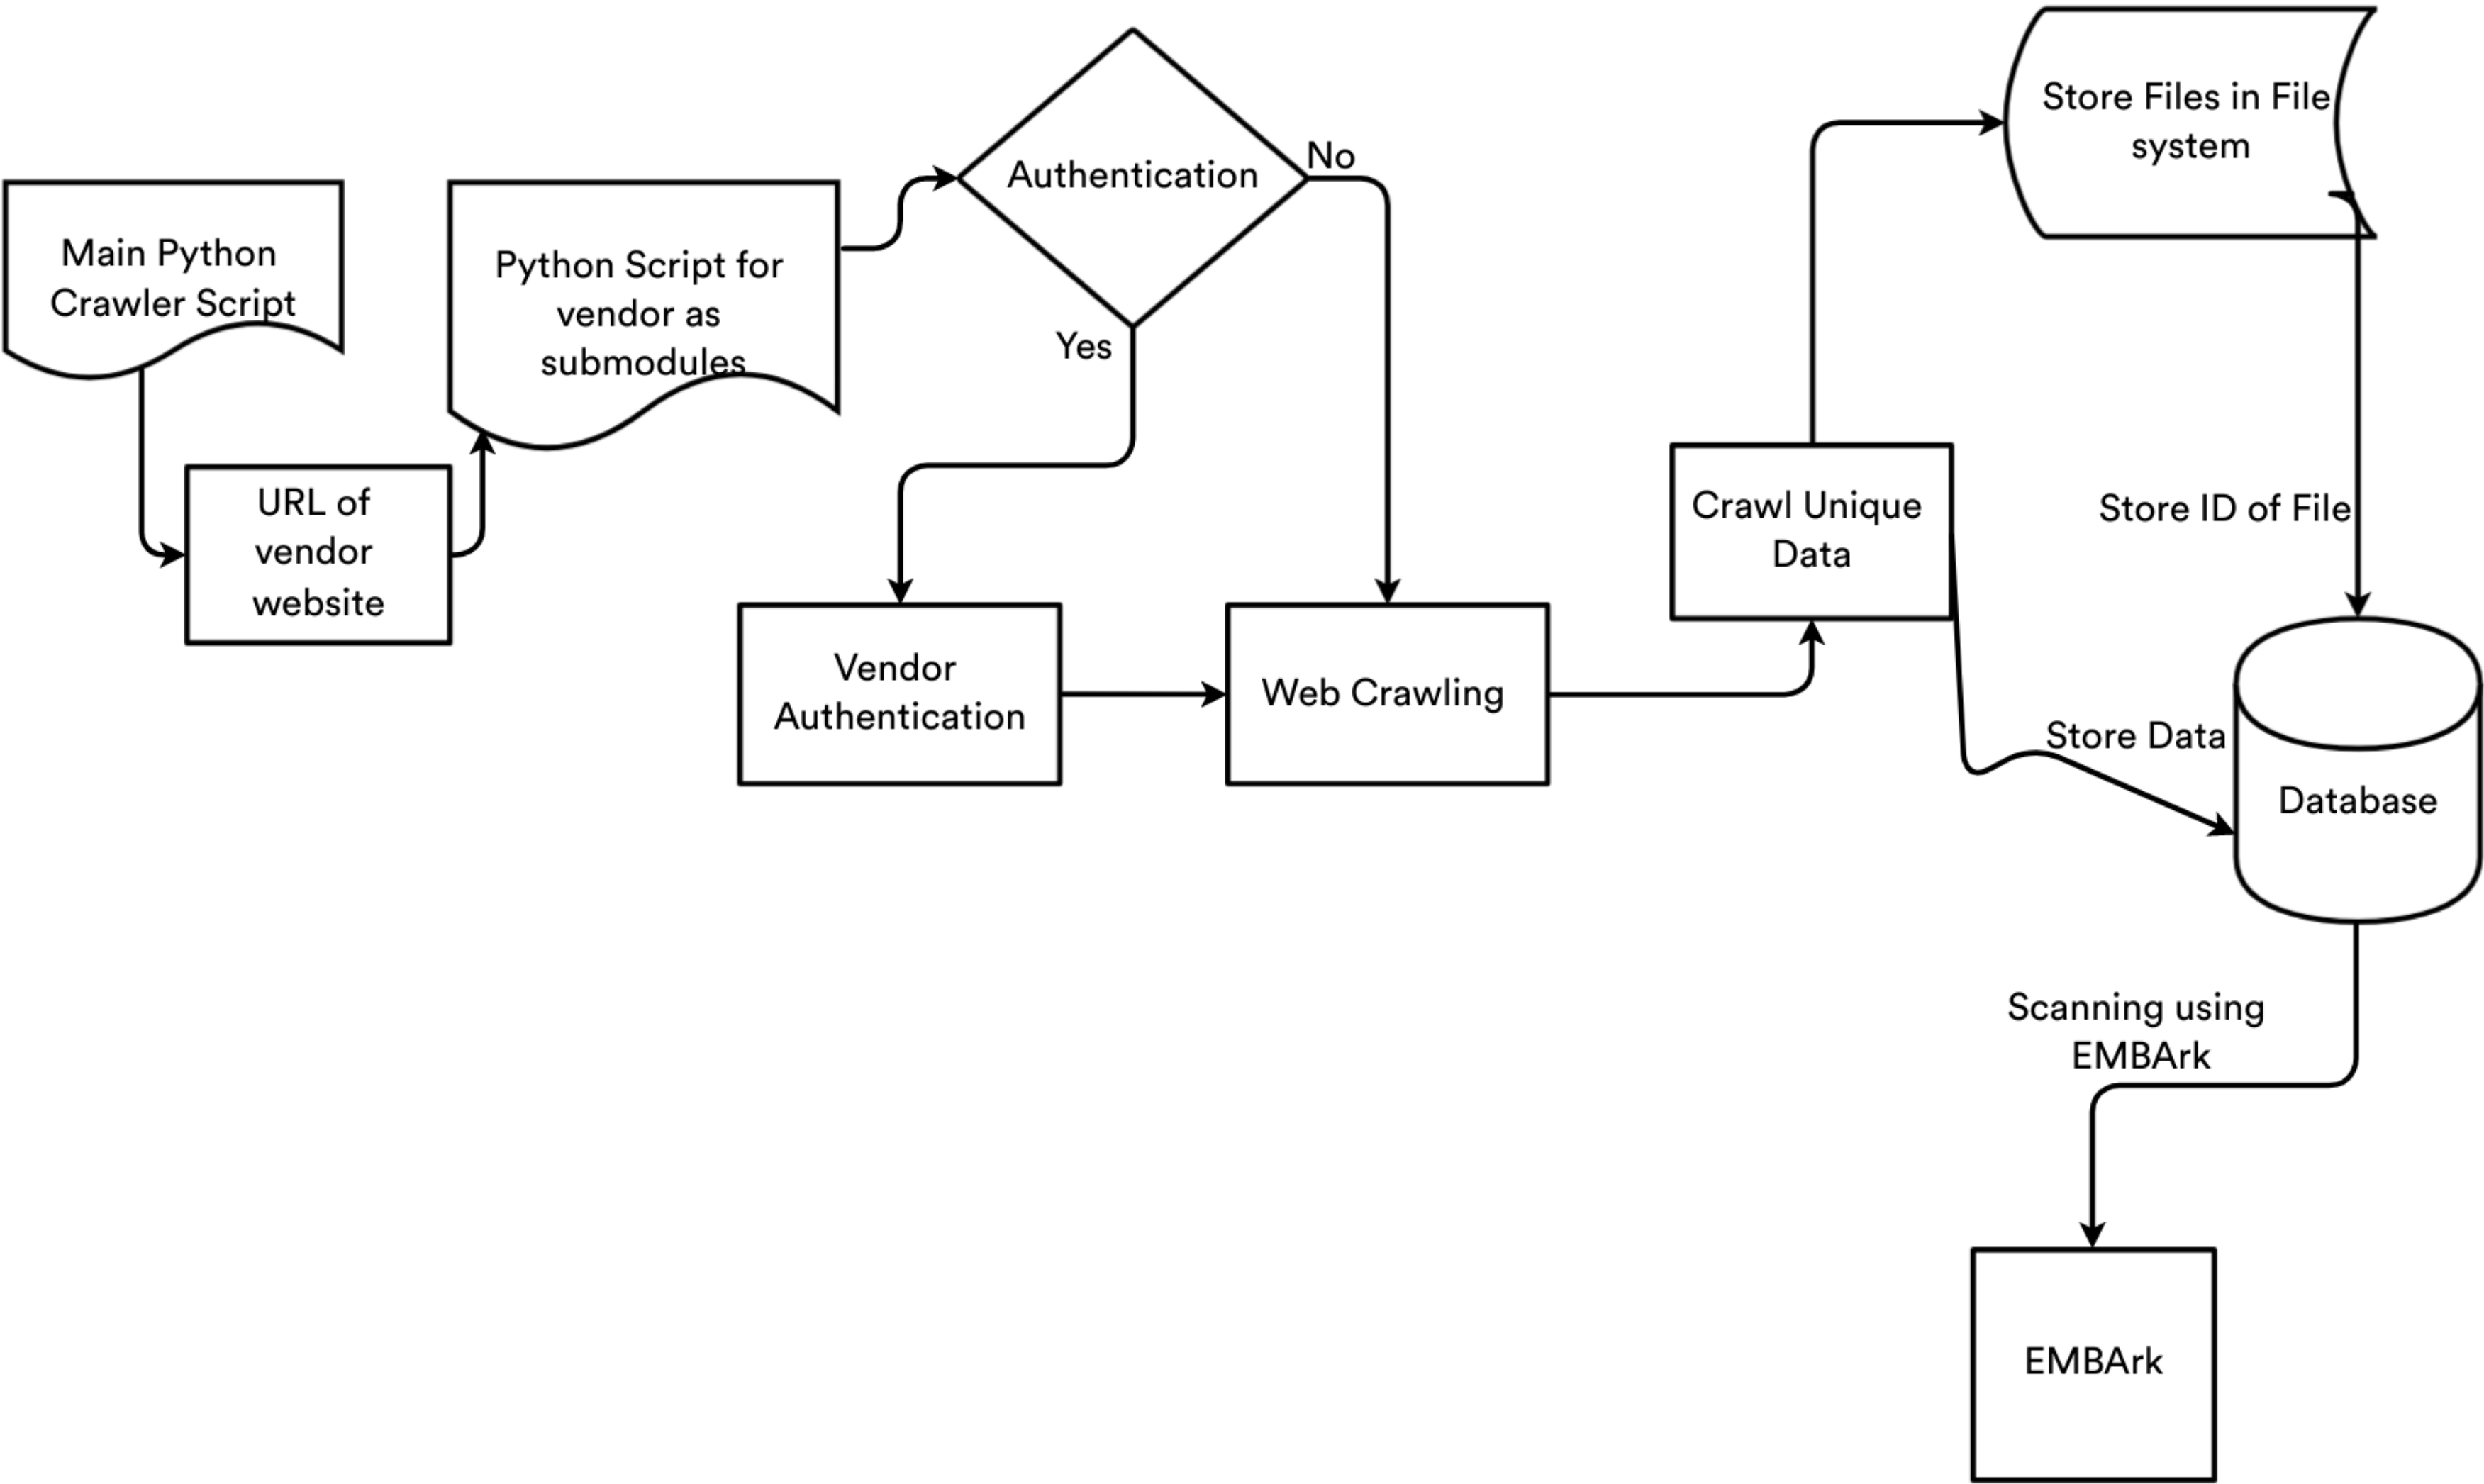 Main Python
Crawler Script
URL of
vendor
website
Python Script for
vendor as
submodules
Authentication
No
Yes
Vendor
Authentication
Web Crawling
Crawl Unique
Data
Store Files in File
system
Store ID of File
Store Data
Database
Scanning using
EMBArk
EMBArk